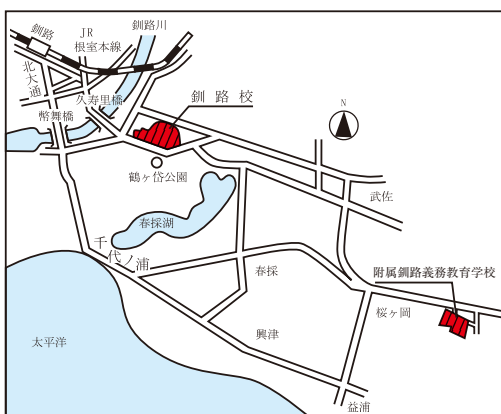 釧路
JR
根室本線
釧路川
北大通
久寿里橋
釧路校
幣舞橋
N
鶴ヶ岱公園
武佐
春採湖
千代ノ浦
春採
附属釧路義務教育学校
桜ヶ岡
太平洋
興津
益浦